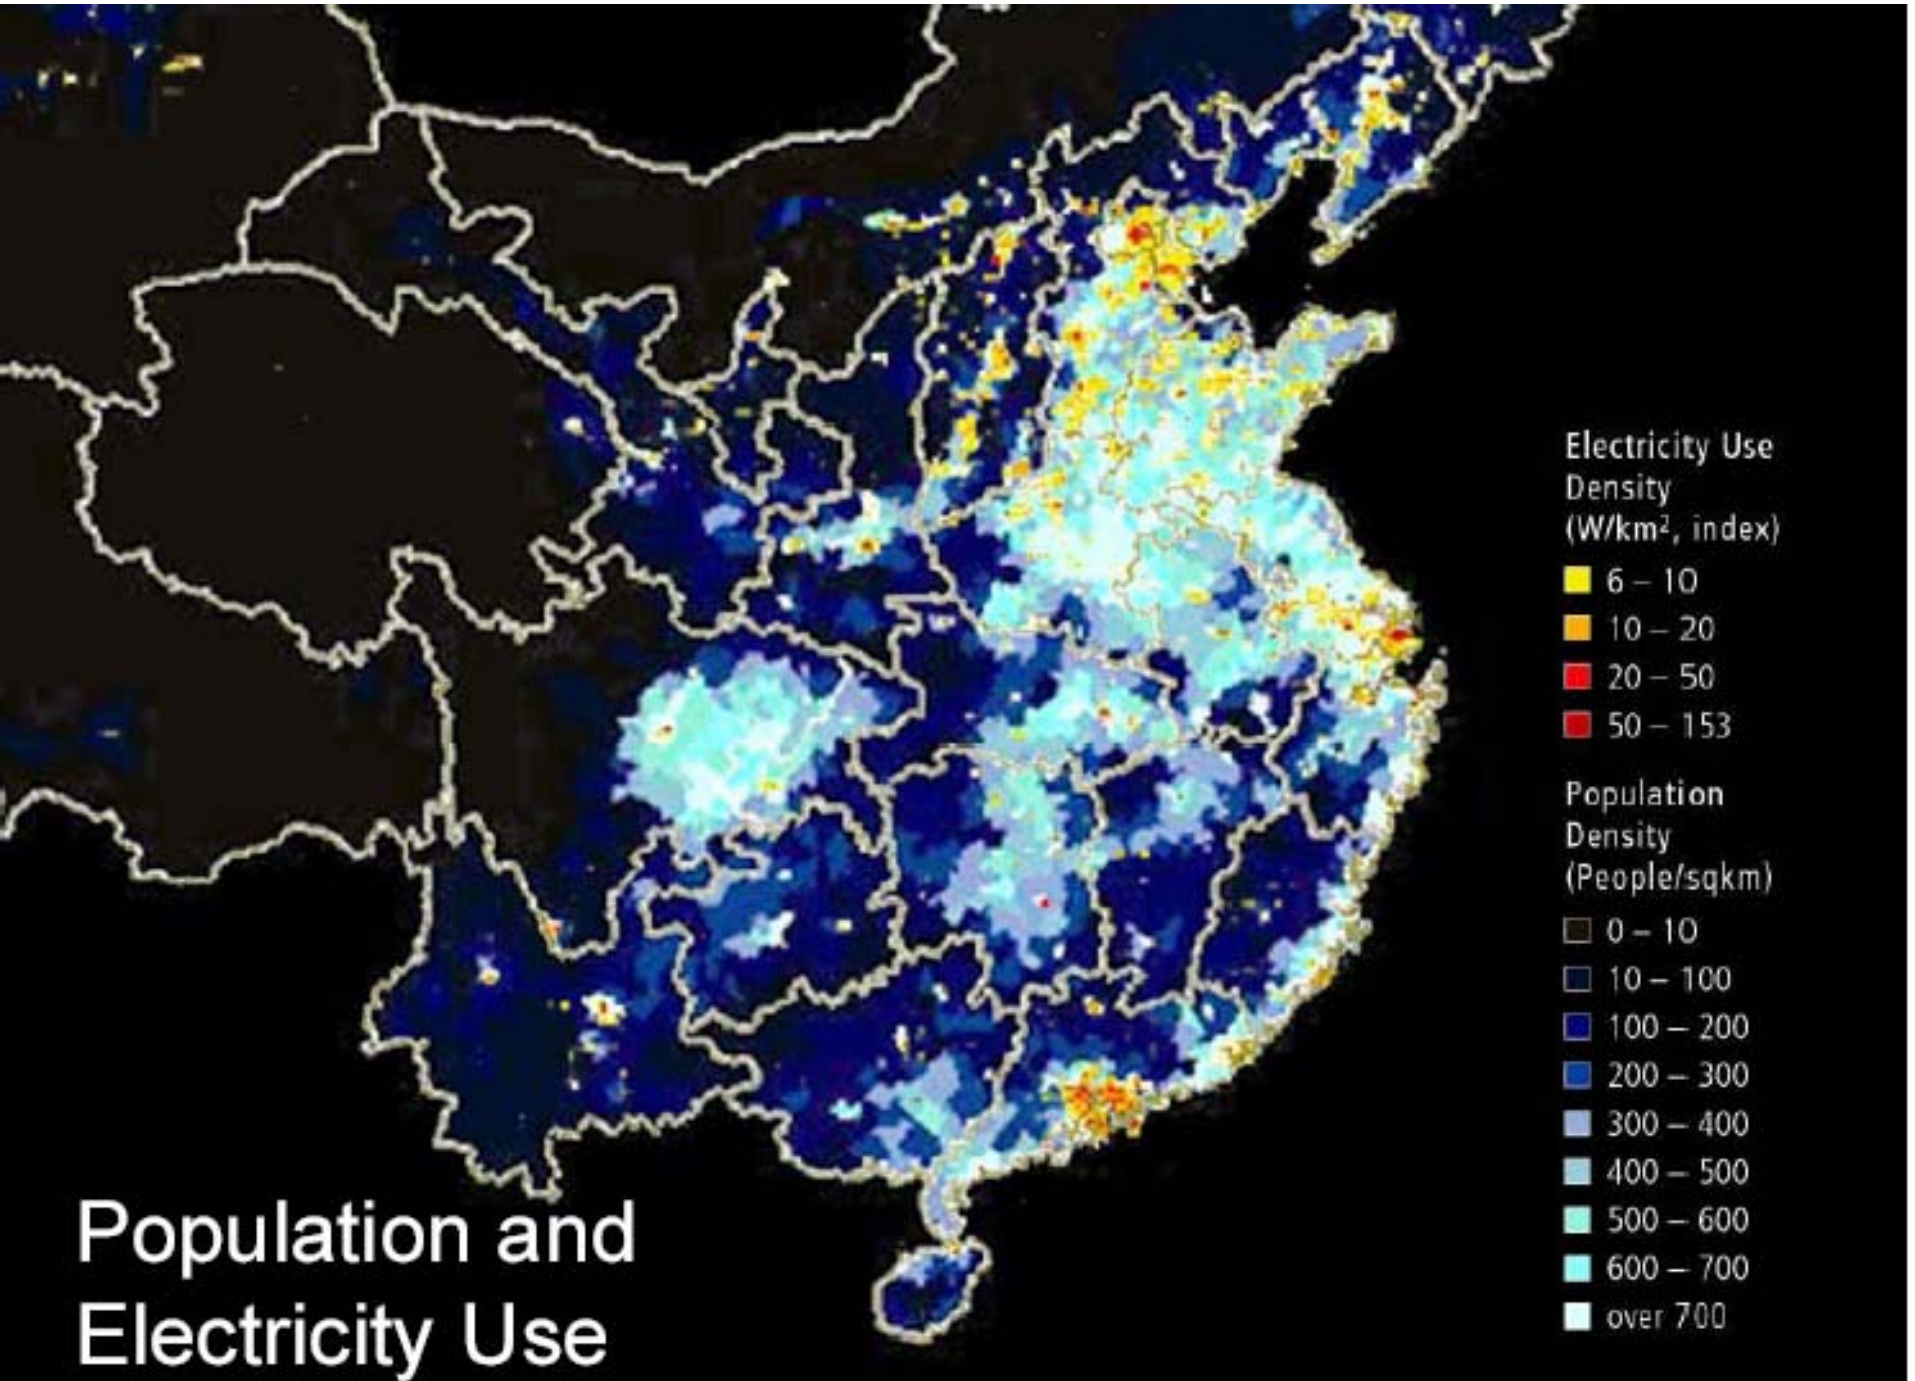 Electricity Use
Density
(W/km², index)
6 – 10
10 – 20
20 – 50
50 – 153
Population
Density
(People/sqkm)
0 – 10
10 – 100
100 – 200
200 – 300
300 – 400
400 – 500
500 – 600
600 – 700
over 700
Population and
Electricity Use